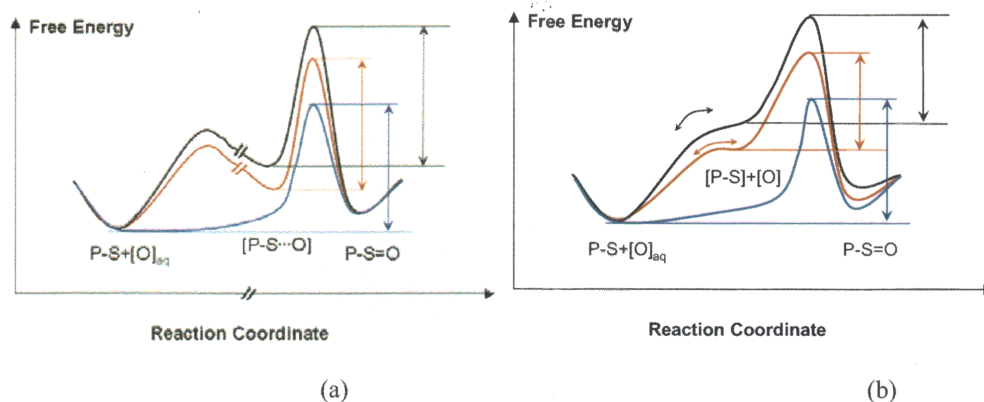 Free Energy
P-S+[O]aq
[P-S···O]
P-S=O
Reaction Coordinate
(a)
Free Energy
[P-S]+[O]
P-S+[O]aq
P-S=O
Reaction Coordinate
(b)